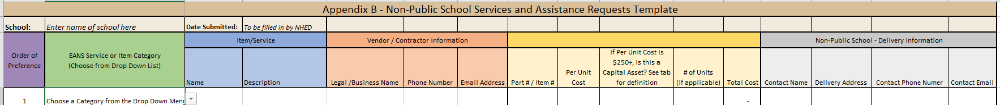 Appendix B - Non-Public School Services and Assistance Requests Template
School: Enter name of school here Date Submitted: To be filled in by NHED
Item/Service Vendor / Contractor Information Non-Public School - Delivery Information
Order of
Preference
EANS Service or Item Category
(Choose from Drop Down List)
Name
Description
Legal /Business Name
Phone Number
Email Address
Part # / Item #
Per Unit
Cost
If Per Unit Cost is
$250+, is this a
Capital Asset? See tab
for definition
# of Units
(if applicable)
Total Cost
Contact Name
Delivery Address
Contact Phone Numer
Contact Email
1 Choose a Category from the Drop Down Menu -